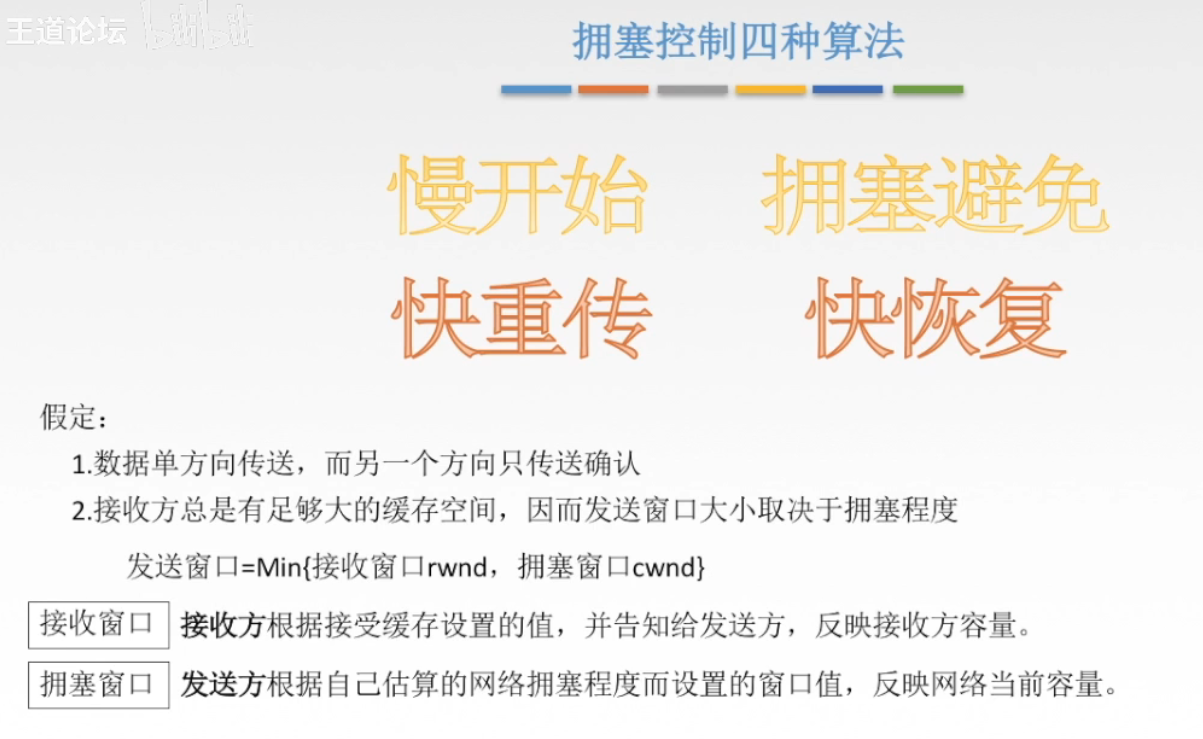 王道论坛 bilibili
拥塞控制四种算法
慢开始 拥塞避免
快重传 快恢复
假定：
1.数据单方向传送，而另一个方向只传送确认
2.接收方总是有足够大的缓存空间，因而发送窗口大小取决于拥塞程度
发送窗口=Min{接收窗口rwnd，拥塞窗口cwnd}
接收窗口 接收方根据接受缓存设置的值，并告知给发送方，反映接收方容量。
拥塞窗口 发送方根据自己估算的网络拥塞程度而设置的窗口值，反映网络当前容量。